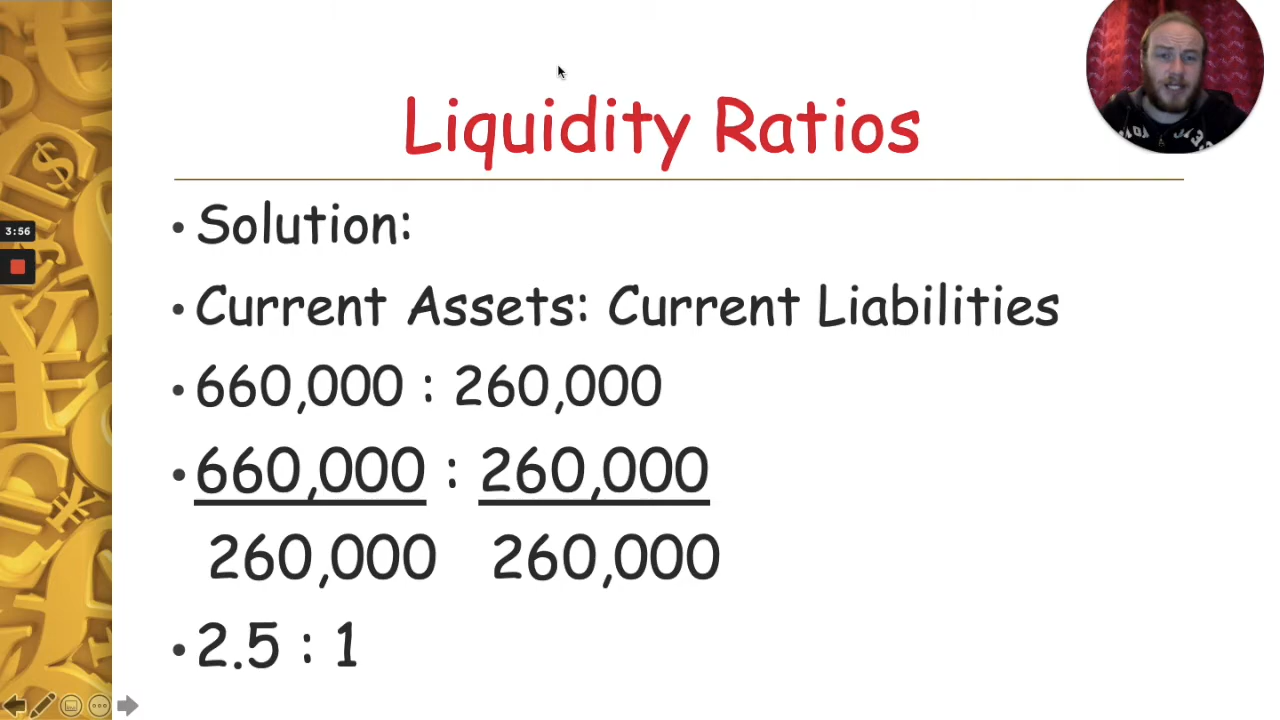 Liquidity Ratios
3:56
• Solution:
• Current Assets: Current Liabilities
• 660,000 : 260,000
• 660,000 : 260,000
260,000 260,000
• 2.5 : 1